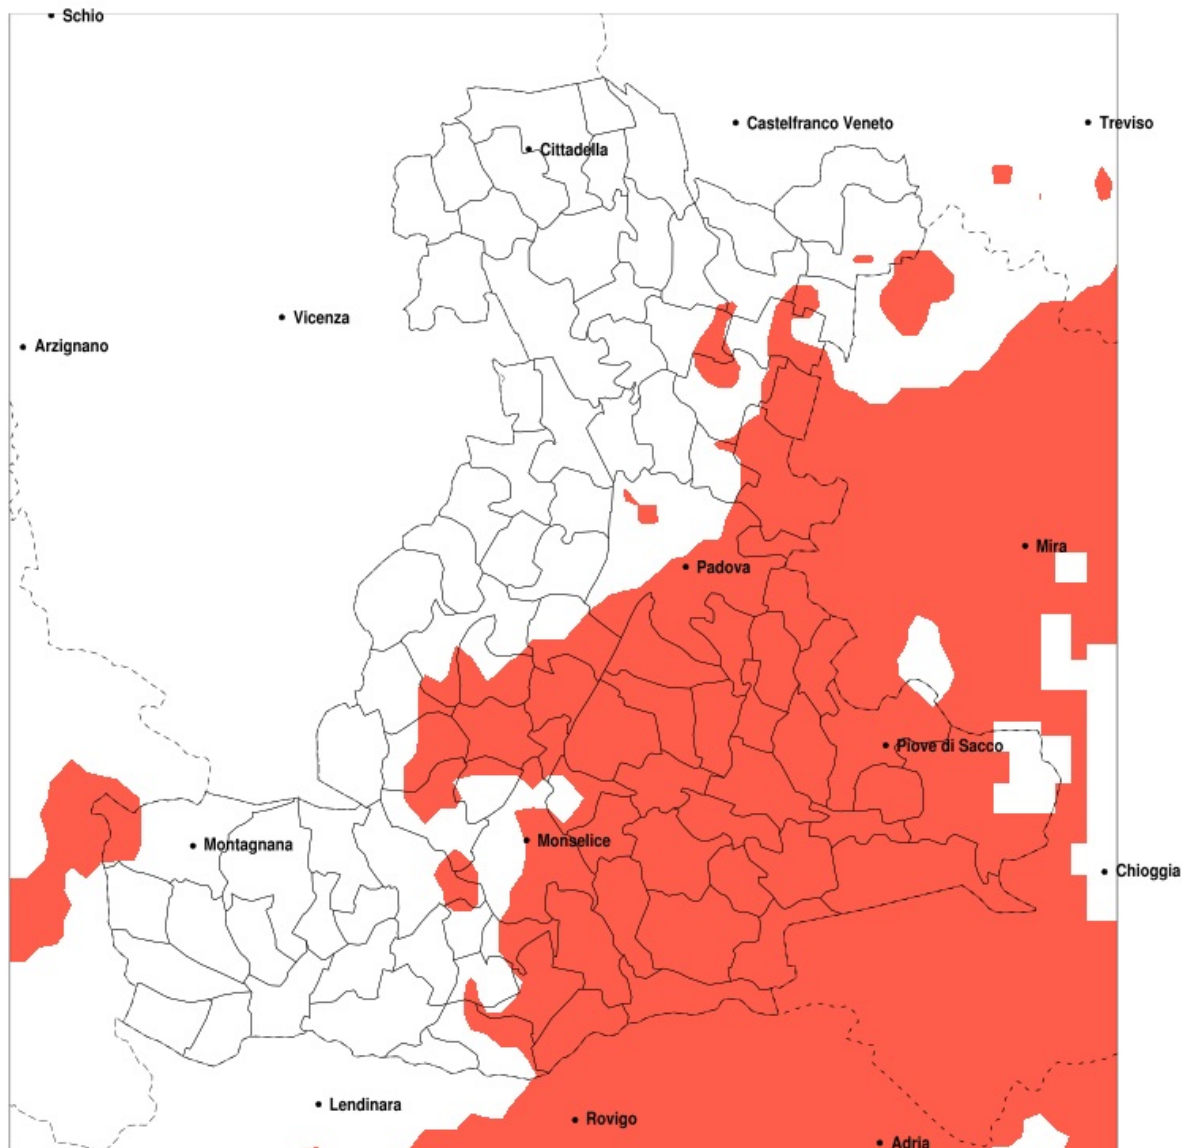 Schio
Castelfranco Veneto
Treviso
Cittadella
Vicenza
Arzignano
Mira
Padova
Piove di Sacco
Montagnana
Monselice
Chioggia
Lendinara
Rovigo
Adria